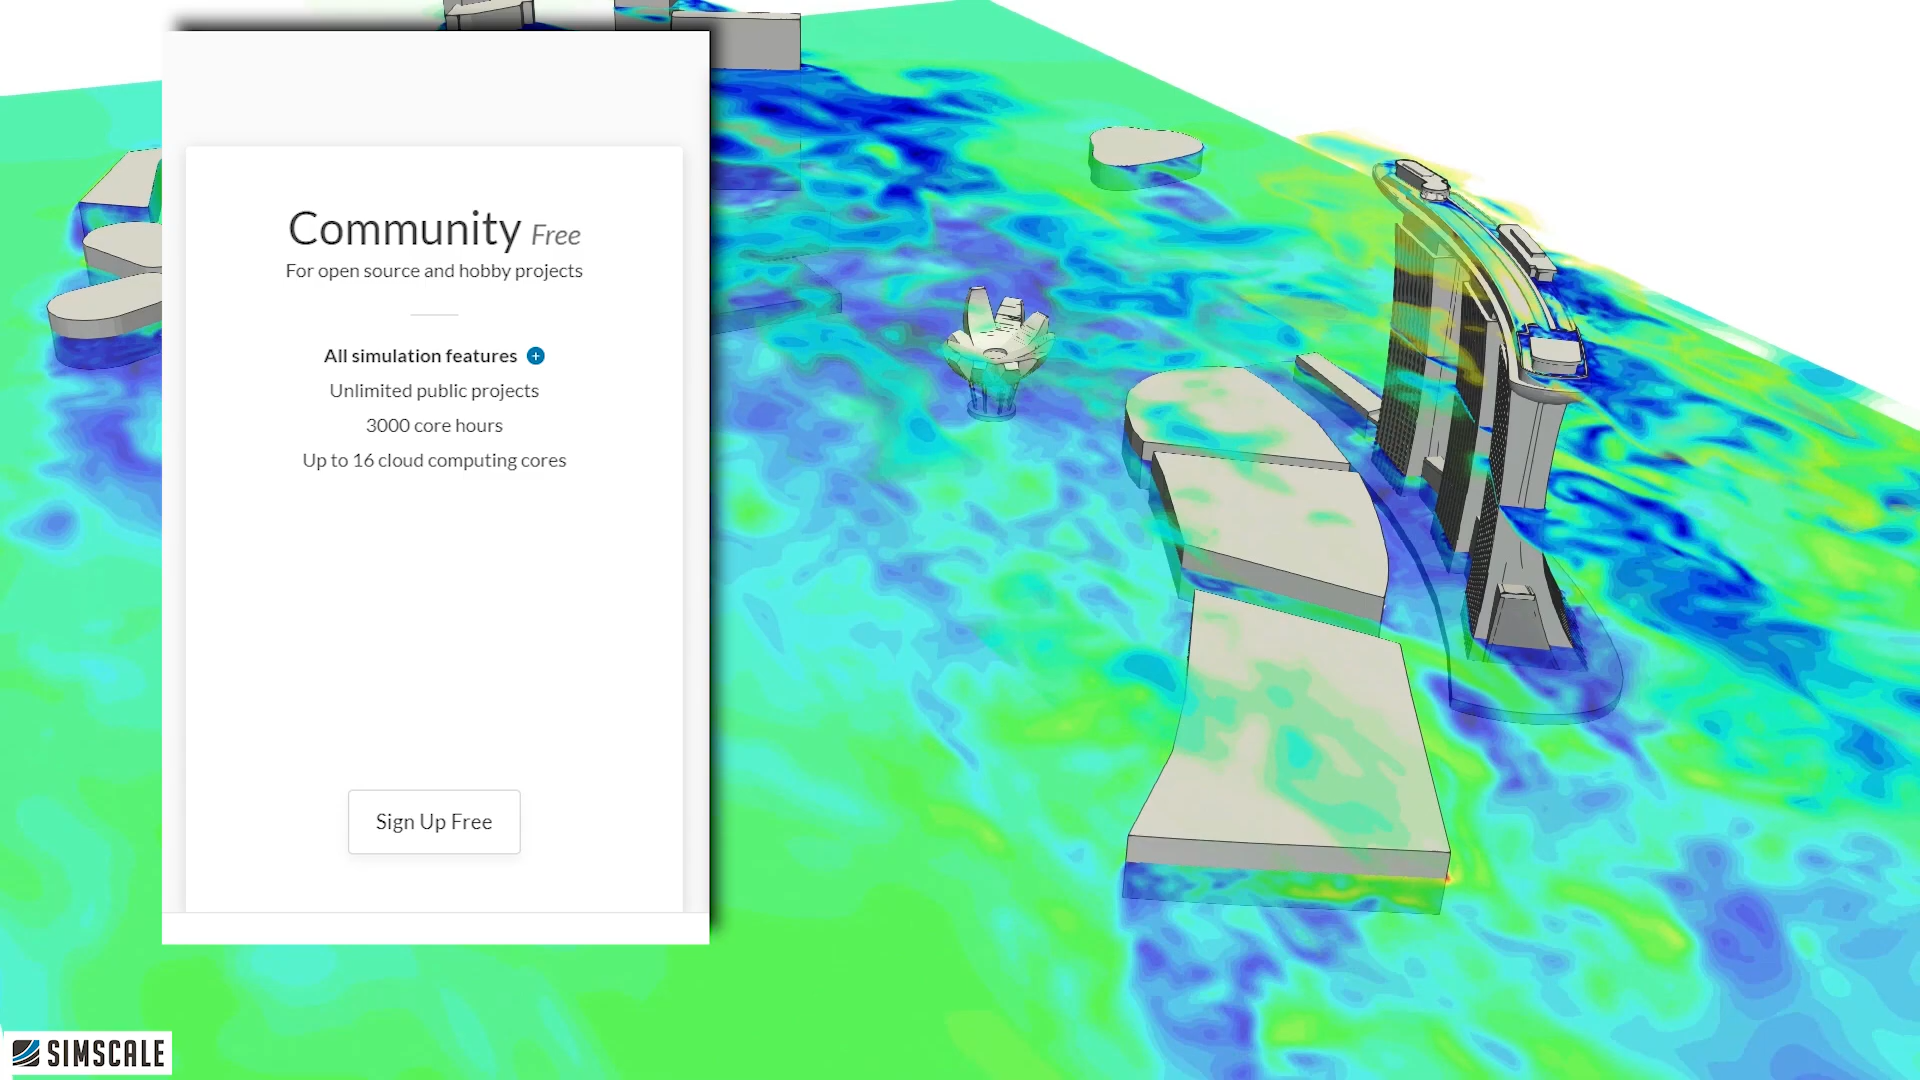 Community Free
For open source and hobby projects
All simulation features
Unlimited public projects
3000 core hours
Up to 16 cloud computing cores
Sign Up Free
SIMSCALE